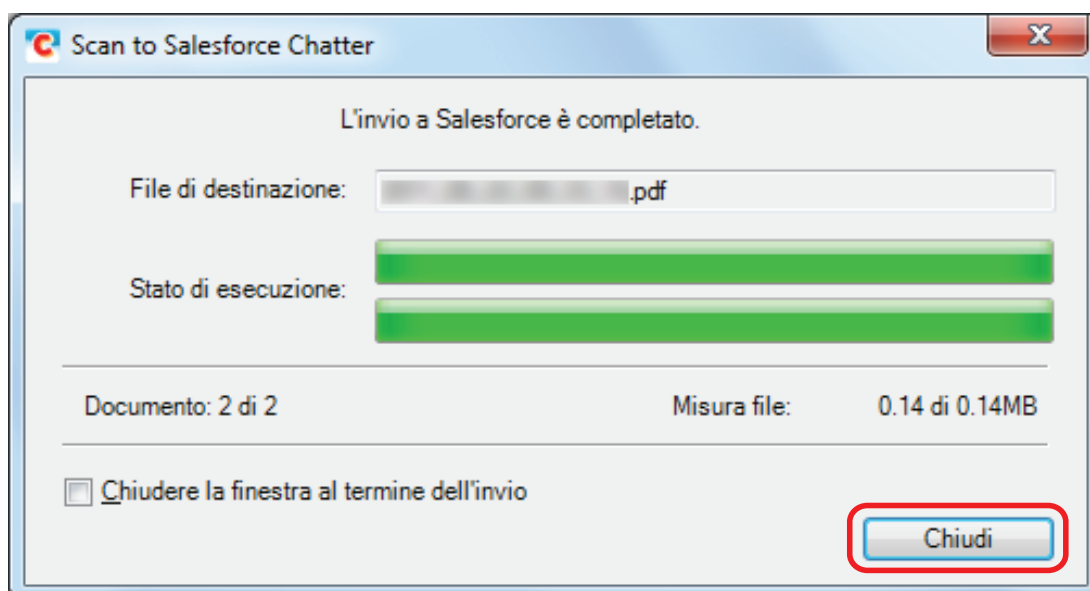 Scan to Salesforce Chatter
L'invio a Salesforce è completato.
File di destinazione: .pdf
Stato di esecuzione:
Documento: 2 di 2 Misura file: 0.14 di 0.14MB
Chiudere la finestra al termine dell'invio
Chiudi